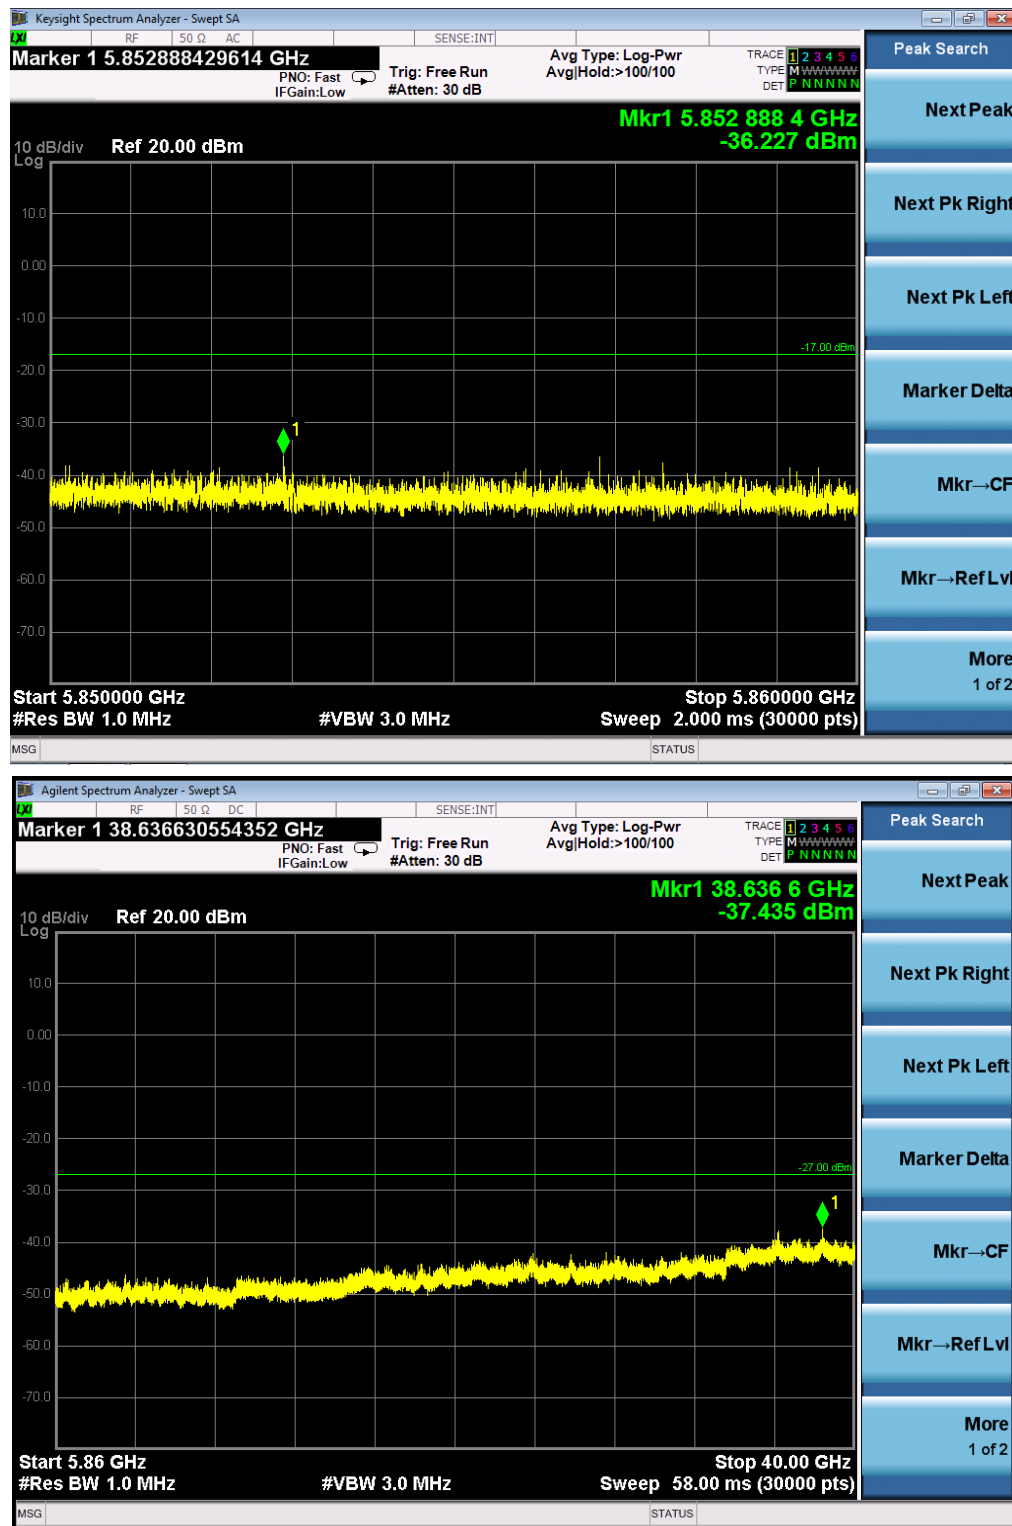 Keysight Spectrum Analyzer - Swept SA
LXI RF 50 Ω AC SENSE:INT
Marker 1 5.852888429614 GHz
PNO: Fast
IFGain:Low
Trig: Free Run
#Atten: 30 dB
Avg Type: Log-Pwr
Avg|Hold:>100/100
TRACE 1 2 3 4 5 6
TYPE M WWWWW
DET P N N N N N
Mkr1 5.852 888 4 GHz
-36.227 dBm
10 dB/div Ref 20.00 dBm
Log
10.0
0.00
-10.0
-17.00 dBm
-20.0
-30.0
1
-40.0
-50.0
-60.0
-70.0
Start 5.850000 GHz Stop 5.860000 GHz
#Res BW 1.0 MHz #VBW 3.0 MHz Sweep 2.000 ms (30000 pts)
MSG STATUS
Peak Search
Next Peak
Next Pk Right
Next Pk Left
Marker Delta
Mkr→CF
Mkr→Ref Lvl
More
1 of 2
Agilent Spectrum Analyzer - Swept SA
LXI RF 50 Ω DC SENSE:INT
Marker 1 38.636630554352 GHz
PNO: Fast
IFGain:Low
Trig: Free Run
#Atten: 30 dB
Avg Type: Log-Pwr
Avg|Hold:>100/100
TRACE 1 2 3 4 5 6
TYPE M WWWWW
DET P N N N N N
Mkr1 38.636 6 GHz
-37.435 dBm
10 dB/div Ref 20.00 dBm
Log
10.0
0.00
-10.0
-20.0
-27.00 dBm
-30.0
1
-40.0
-50.0
-60.0
-70.0
Start 5.86 GHz Stop 40.00 GHz
#Res BW 1.0 MHz #VBW 3.0 MHz Sweep 58.00 ms (30000 pts)
MSG STATUS
Peak Search
Next Peak
Next Pk Right
Next Pk Left
Marker Delta
Mkr→CF
Mkr→Ref Lvl
More
1 of 2